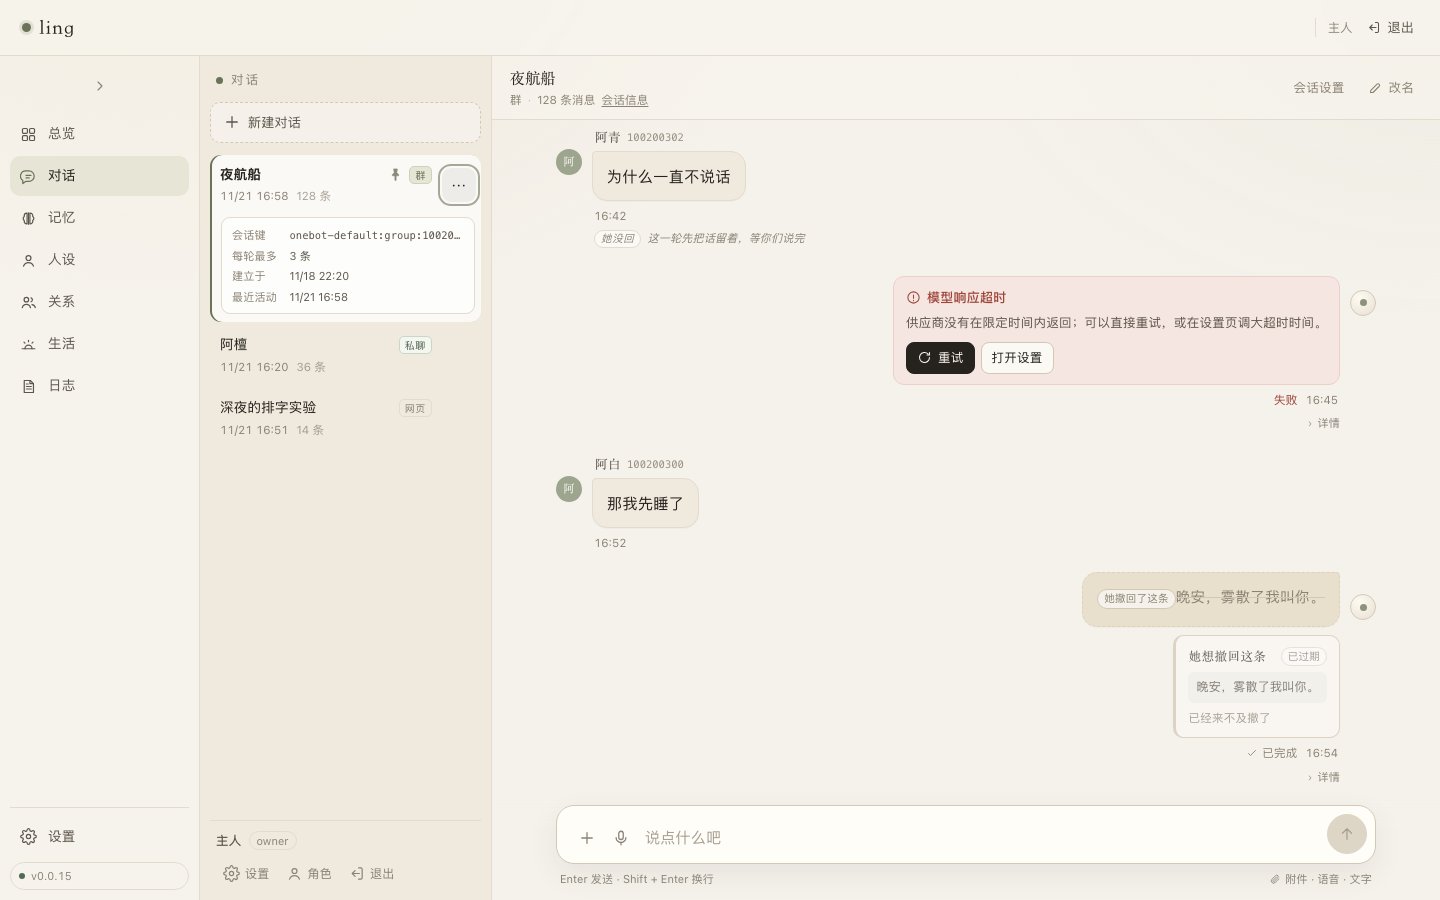 ling
主人 退出
总览
对话
记忆
人设
关系
生活
日志
设置
v0.0.15
对话
新建对话
夜航船 群 ...
11/21 16:58 128 条
会话键 onebot-default:group:10020…
每轮最多 3 条
建立于 11/18 22:20
最近活动 11/21 16:58
阿檀 私聊
11/21 16:20 36 条
深夜的排字实验 网页
11/21 16:51 14 条
主人 owner
设置 角色 退出
夜航船
群 · 128 条消息 会话信息
会话设置 改名
阿青 100200302
阿
为什么一直不说话
16:42
她没回 这一轮先把话留着，等你们说完
模型响应超时
供应商没有在限定时间内返回；可以直接重试，或在设置页调大超时时间。
重试 打开设置
失败 16:45
› 详情
阿白 100200300
阿
那我先睡了
16:52
她撤回了这条 晚安，雾散了我叫你。
她想撤回这条 已过期
晚安，雾散了我叫你。
已经来不及撤了
已完成 16:54
› 详情
说点什么吧
Enter 发送 · Shift + Enter 换行
附件 · 语音 · 文字